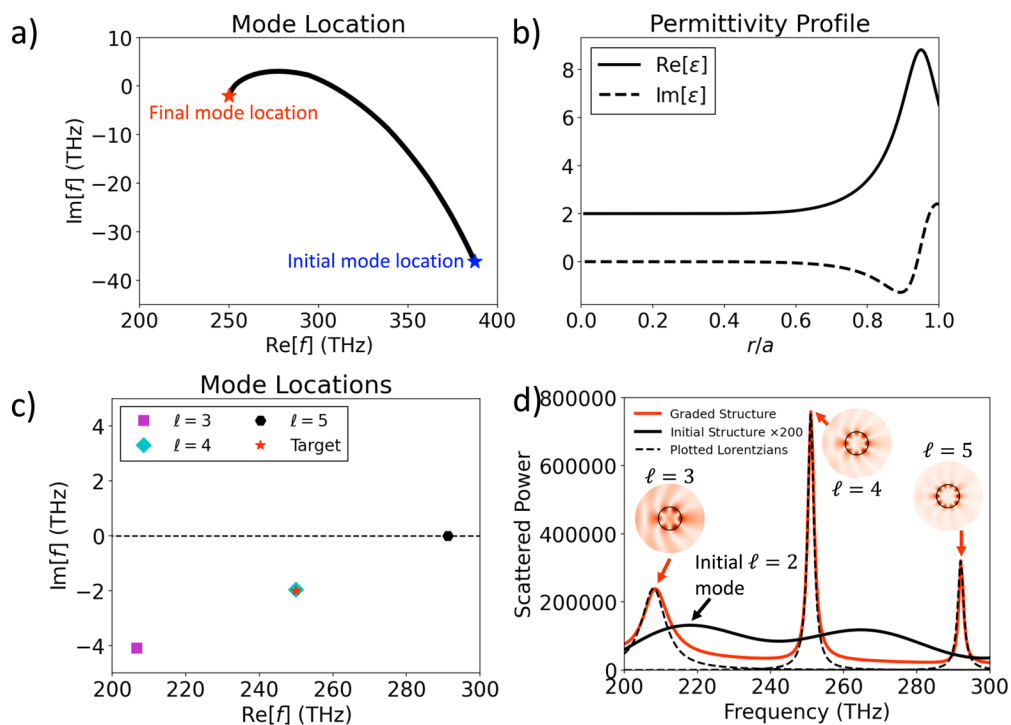 a)
Mode Location
10
0
−10
−20
−30
−40
Im[f] (THz)
Final mode location
Initial mode location
200
250
300
350
400
Re[f] (THz)
b)
Permittivity Profile
8
6
4
2
0
Re[ε]
Im[ε]
0.0
0.2
0.4
0.6
0.8
1.0
r/a
c)
Mode Locations
4
2
0
−2
−4
Im[f] (THz)
ℓ = 3
ℓ = 4
ℓ = 5
Target
200
220
240
260
280
300
Re[f] (THz)
d)
800000
600000
400000
200000
0
Scattered Power
Graded Structure
Initial Structure ×200
Plotted Lorentzians
ℓ = 3
ℓ = 4
ℓ = 5
Initial ℓ = 2
mode
200
220
240
260
280
300
Frequency (THz)